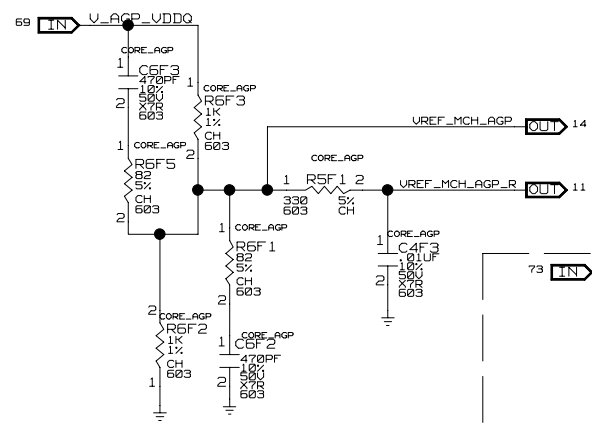 69 IN V_AGP_VDDQ
CORE_AGP
1
C6F3
470PF
10%
50V
X7R
603
2
CORE_AGP
1
R6F3
1K
1%
CH
603
2
VREF_MCH_AGP OUT 14
1 CORE_AGP
R6F5
82
5%
CH
603
2
CORE_AGP
1 R5F1 2
330 5%
603 CH
VREF_MCH_AGP_R OUT 11
CORE_AGP
1
R6F1
82
5%
CH
603
2
CORE_AGP
1
C4F3
.01UF
10%
50V
X7R
603
2
73 IN
2
CORE_AGP
R6F2
1K
1%
CH
603
1
CORE_AGP
1 C6F2
470PF
10%
50V
X7R
603
2